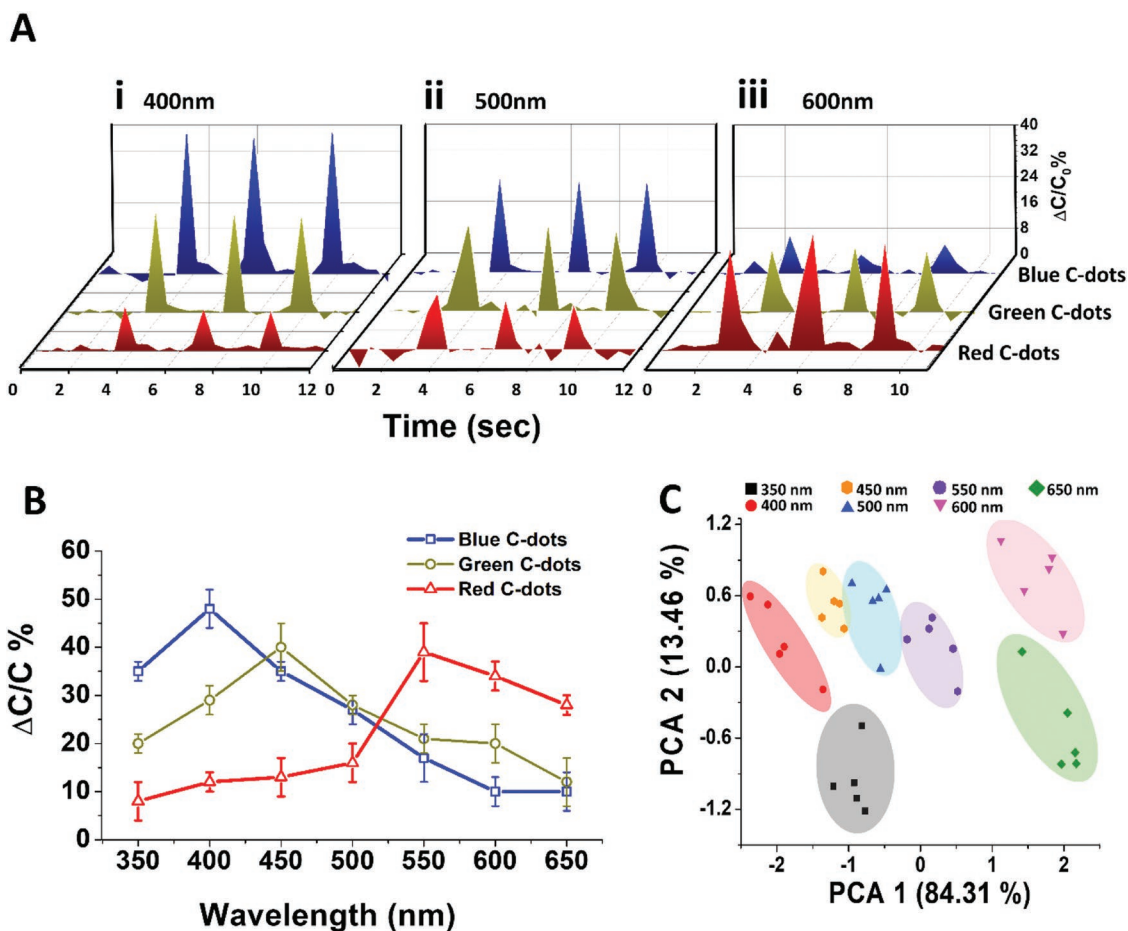 A
i 400nm ii 500nm iii 600nm
40
32
24
16
8
0
ΔC/C₀%
Blue C-dots
Green C-dots
Red C-dots
0 2 4 6 8 10 12 0 2 4 6 8 10 12 0 2 4 6 8 10
Time (sec)
B
Blue C-dots
Green C-dots
Red C-dots
60
50
40
30
20
10
0
ΔC/C %
350 400 450 500 550 600 650
Wavelength (nm)
C
350 nm 450 nm 550 nm 650 nm
400 nm 500 nm 600 nm
1.2
0.6
0.0
-0.6
-1.2
PCA 2 (13.46 %)
-2 -1 0 1 2
PCA 1 (84.31 %)